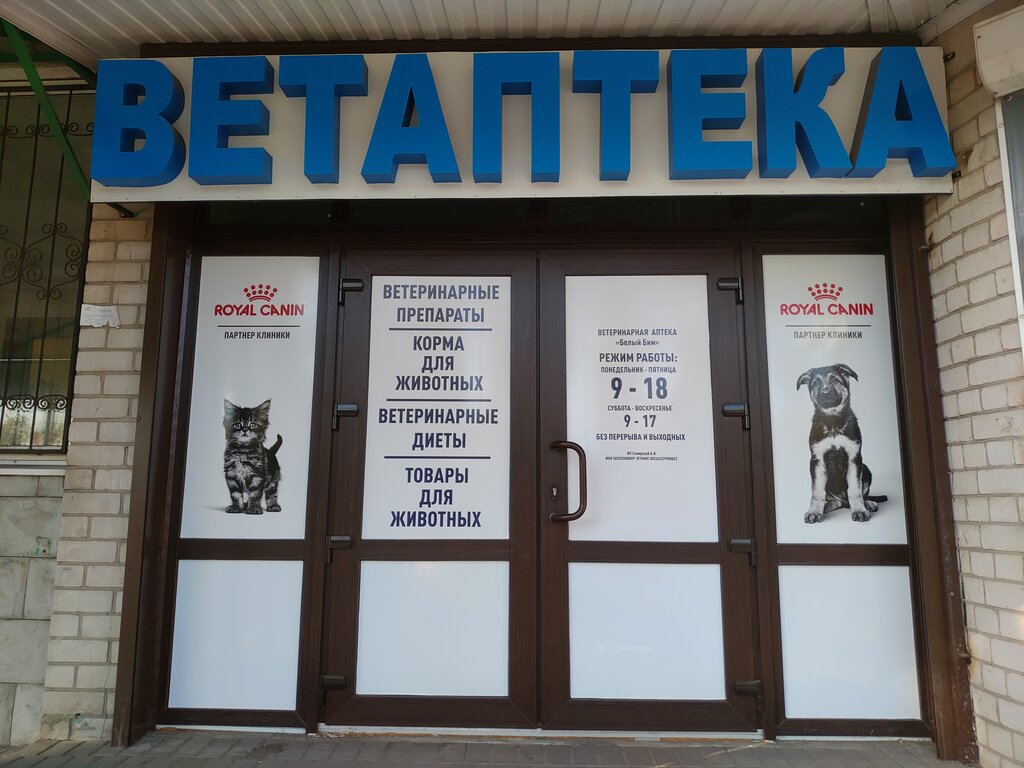 ВЕТАПТЕКА
ROYAL CANIN
ПАРТНЕР КЛИНИКИ
ВЕТЕРИНАРНЫЕ
ПРЕПАРАТЫ
КОРМА
ДЛЯ
ЖИВОТНЫХ
ВЕТЕРИНАРНЫЕ
ДИЕТЫ
ТОВАРЫ
ДЛЯ
ЖИВОТНЫХ
ВЕТЕРИНАРНАЯ АПТЕКА
«Белый Бим»
РЕЖИМ РАБОТЫ:
ПОНЕДЕЛЬНИК - ПЯТНИЦА
9 - 18
СУББОТА - ВОСКРЕСЕНЬЕ
9 - 17
БЕЗ ПЕРЕРЫВА И ВЫХОДНЫХ
ROYAL CANIN
ПАРТНЕР КЛИНИКИ